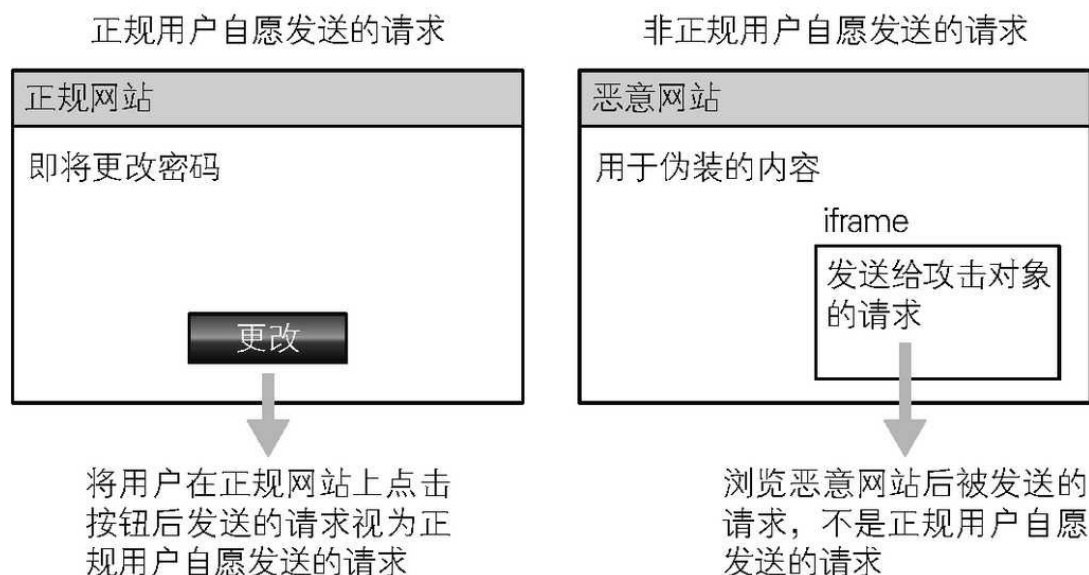 正规用户自愿发送的请求
正规网站
即将更改密码
更改
将用户在正规网站上点击
按钮后发送的请求视为正
规用户自愿发送的请求
非正规用户自愿发送的请求
恶意网站
用于伪装的内容
iframe
发送给攻击对象
的请求
浏览恶意网站后被发送的
请求，不是正规用户自愿
发送的请求